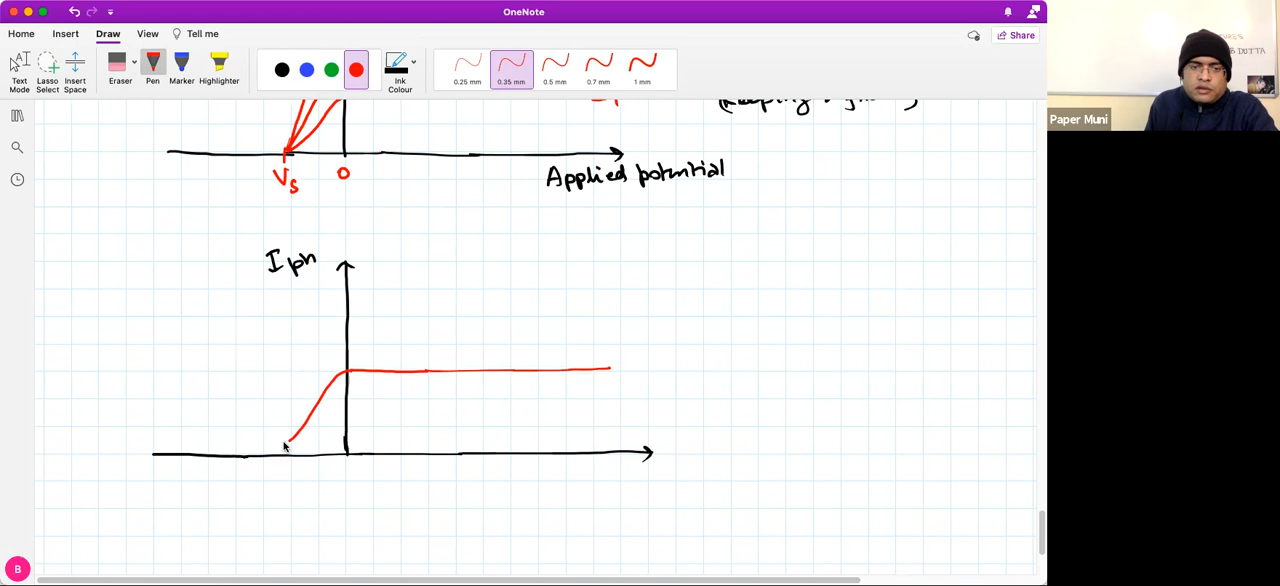 OneNote
Home Insert Draw View Tell me
Share
Text Mode
Lasso Select
Insert Space
Eraser
Pen
Marker
Highlighter
Ink Colour
0.25 mm
0.35 mm
0.5 mm
0.7 mm
1 mm
DUTTA
Paper Muni
Vs
0
Applied potential
Iph
B